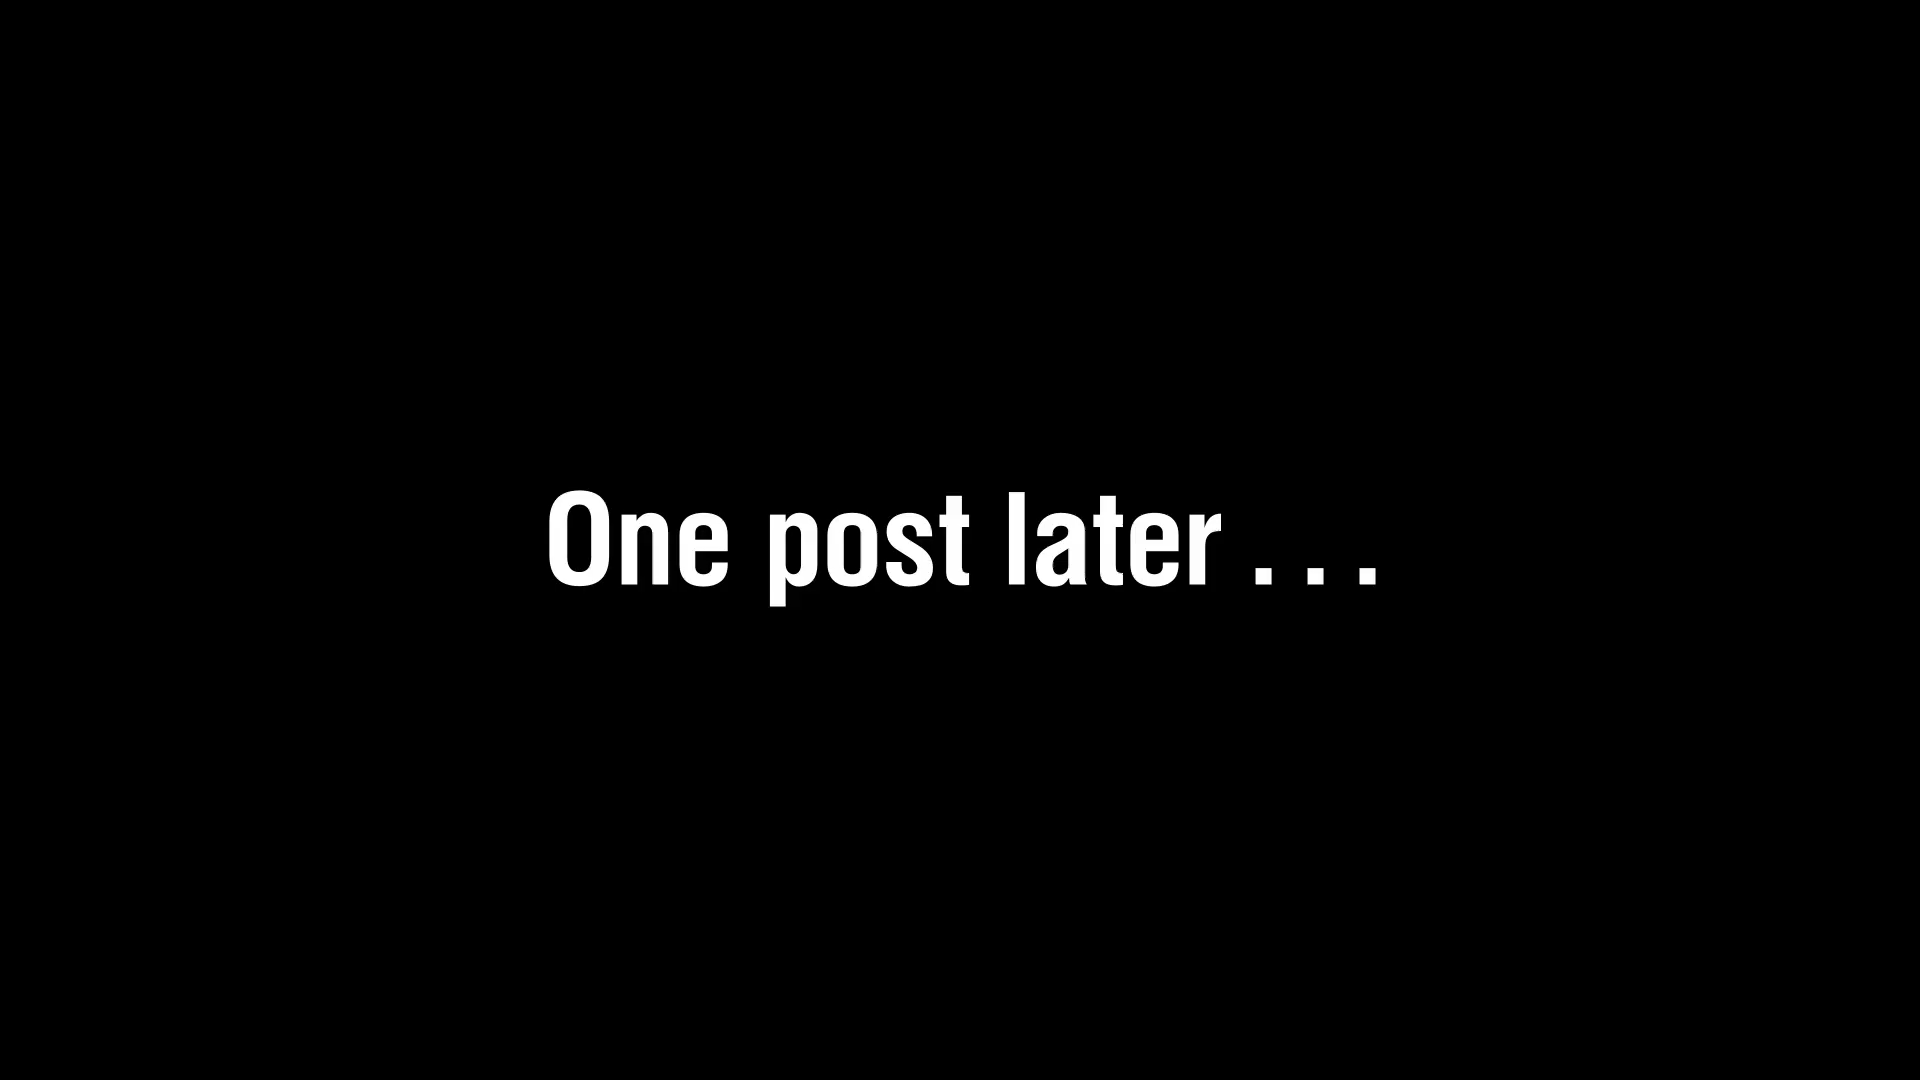 One post later . . .